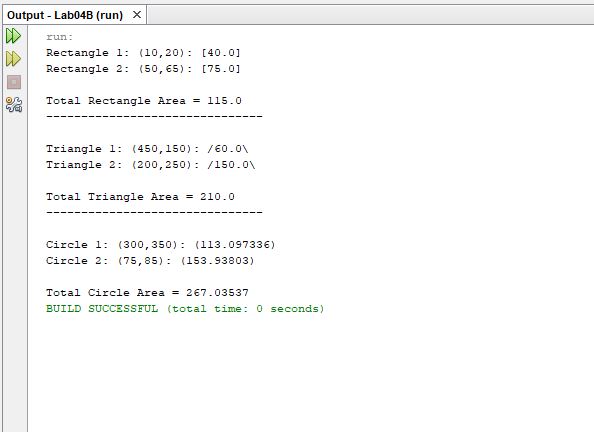 Output - Lab04B (run)
run:
Rectangle 1: (10,20): [40.0]
Rectangle 2: (50,65): [75.0]
Total Rectangle Area = 115.0
-------------------------------
Triangle 1: (450,150): /60.0\
Triangle 2: (200,250): /150.0\
Total Triangle Area = 210.0
-------------------------------
Circle 1: (300,350): (113.097336)
Circle 2: (75,85): (153.93803)
Total Circle Area = 267.03537
BUILD SUCCESSFUL (total time: 0 seconds)